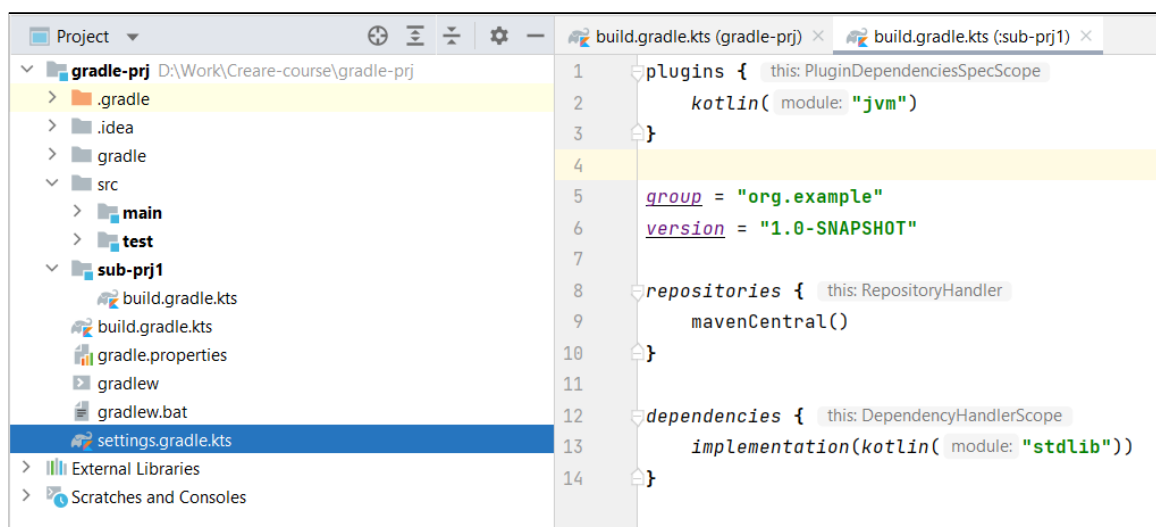 Project
gradle-prj D:\Work\Creare-course\gradle-prj
.gradle
.idea
gradle
src
main
test
sub-prj1
build.gradle.kts
build.gradle.kts
gradle.properties
gradlew
gradlew.bat
settings.gradle.kts
External Libraries
Scratches and Consoles
build.gradle.kts (gradle-prj) build.gradle.kts (:sub-prj1)
1 plugins { this: PluginDependenciesSpecScope
2 kotlin( module: "jvm")
3 }
4
5 group = "org.example"
6 version = "1.0-SNAPSHOT"
7
8 repositories { this: RepositoryHandler
9 mavenCentral()
10 }
11
12 dependencies { this: DependencyHandlerScope
13 implementation(kotlin( module: "stdlib"))
14 }